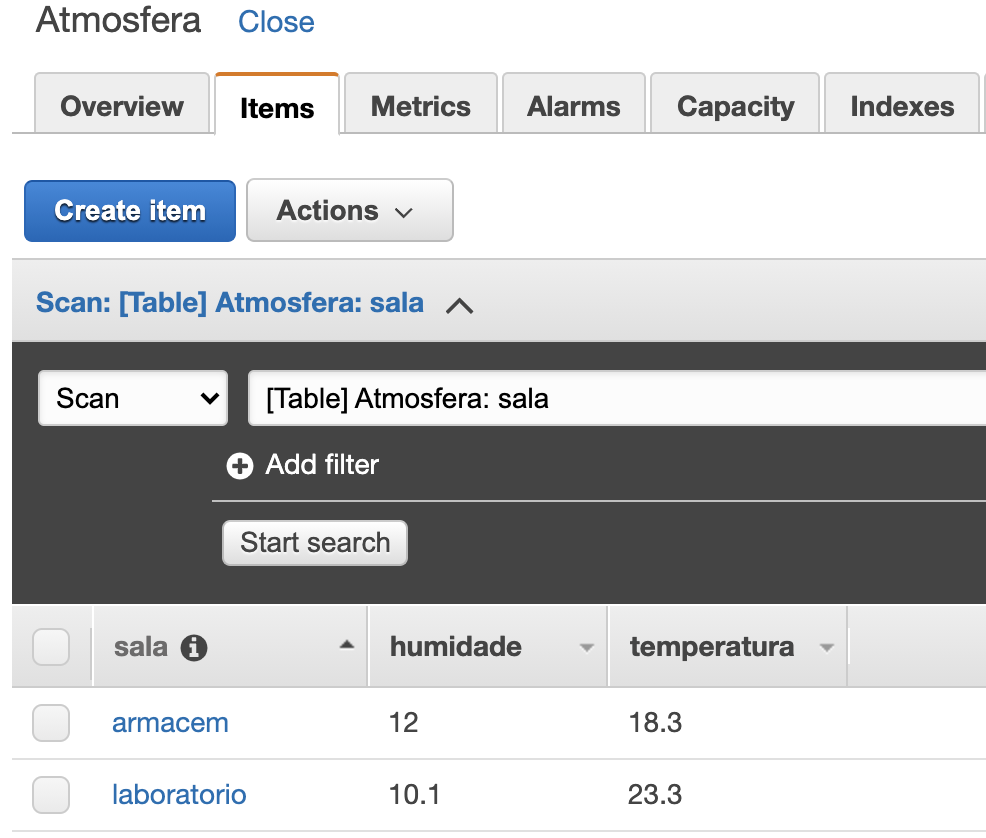 Atmosfera Close
Overview Items Metrics Alarms Capacity Indexes
Create item Actions
Scan: [Table] Atmosfera: sala
Scan [Table] Atmosfera: sala
Add filter
Start search
sala humidade temperatura
armacem 12 18.3
laboratorio 10.1 23.3